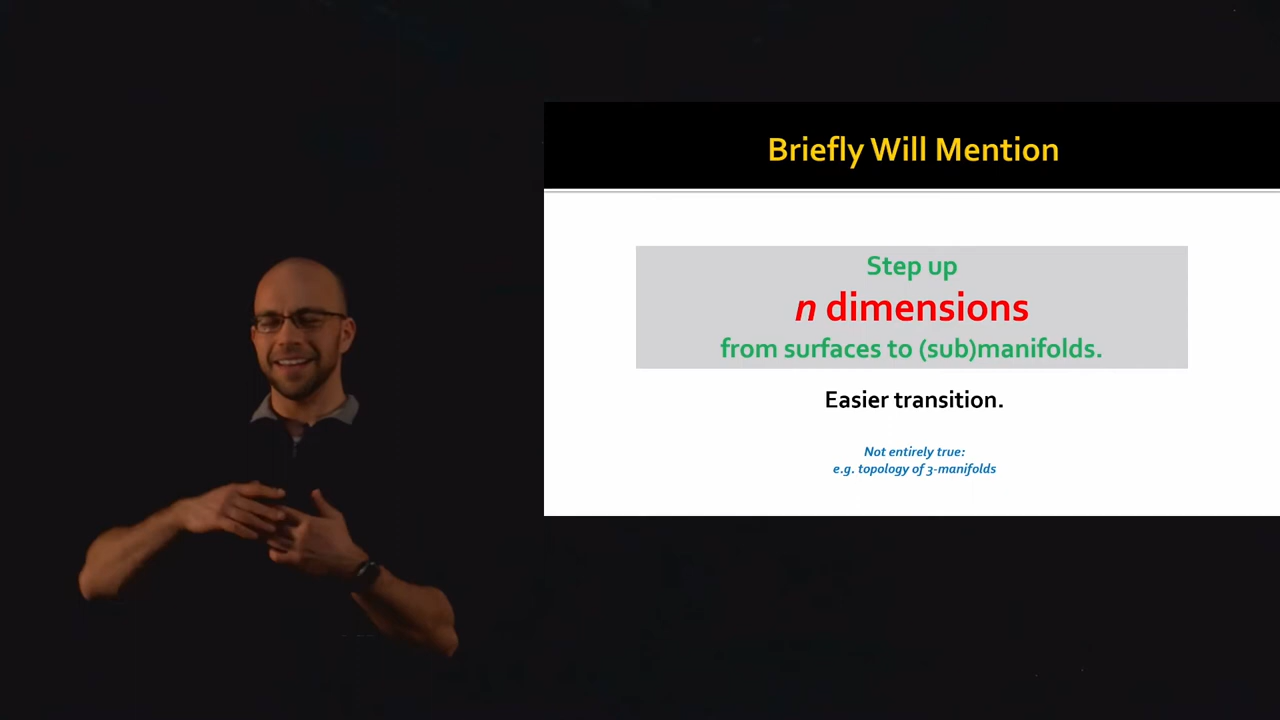 Briefly Will Mention
Step up
n dimensions
from surfaces to (sub)manifolds.
Easier transition.
Not entirely true:
e.g. topology of 3-manifolds